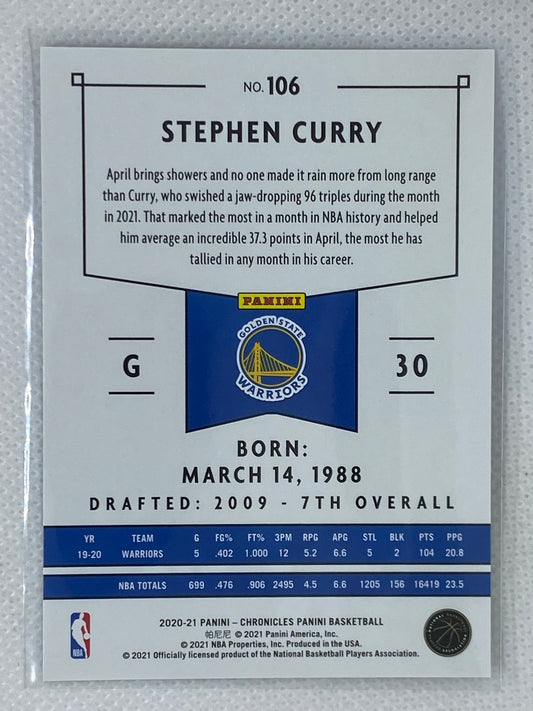 NO. 106
STEPHEN CURRY
April brings showers and no one made it rain more from long range
than Curry, who swished a jaw-dropping 96 triples during the month
in 2021. That marked the most in a month in NBA history and helped
him average an incredible 37.3 points in April, the most he has
tallied in any month in his career.
PANINI
GOLDEN STATE
WARRIORS
G
30
BORN:
MARCH 14, 1988
DRAFTED: 2009 - 7TH OVERALL
YR TEAM G FG% FT% 3PM RPG APG STL BLK PTS PPG
19-20 WARRIORS 5 .402 1.000 12 5.2 6.6 5 2 104 20.8
NBA TOTALS 699 .476 .906 2495 4.5 6.6 1205 156 16419 23.5
2020-21 PANINI – CHRONICLES PANINI BASKETBALL
帕尼尼 © 2021 Panini America, Inc.
© 2021 NBA Properties, Inc. Produced in the USA.
© 2021 Officially licensed product of the National Basketball Players Association.
NBA